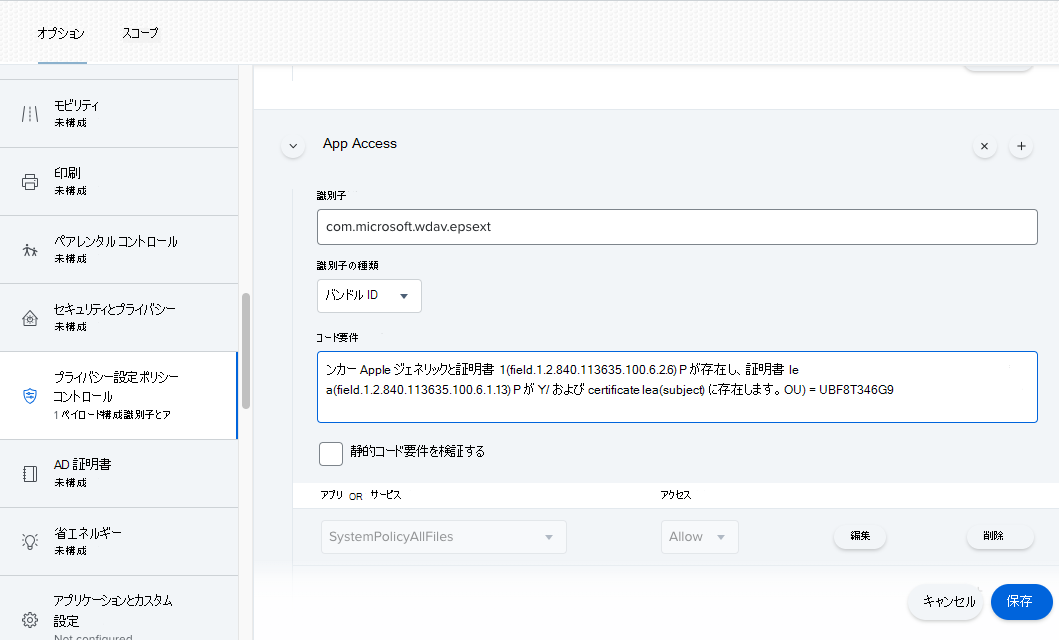 オプション スコープ
モビリティ
未構成
印刷
未構成
ペアレンタル コントロール
未構成
セキュリティとプライバシー
未構成
プライバシー設定 ポリシー
コントロール
1 ペイロード構成識別子とア
AD 証明書
未構成
省エネルギー
未構成
アプリケーションとカスタム
設定
Not configured
App Access
識別子
com.microsoft.wdav.epsext
識別子の種類
バンドル ID
コード要件
ンカー Apple ジェネリックと証明書 1(field.1.2.840.113635.100.6.2.6) P が存在し、証明書 le
a(field.1.2.840.113635.100.6.1.13) P が Y/ および certificate lea(subject) に存在します。OU) = UBF8T346G9
静的コード要件を検証する
アプリ OR サービス アクセス
SystemPolicyAllFiles Allow 編集 削除
キャンセル 保存